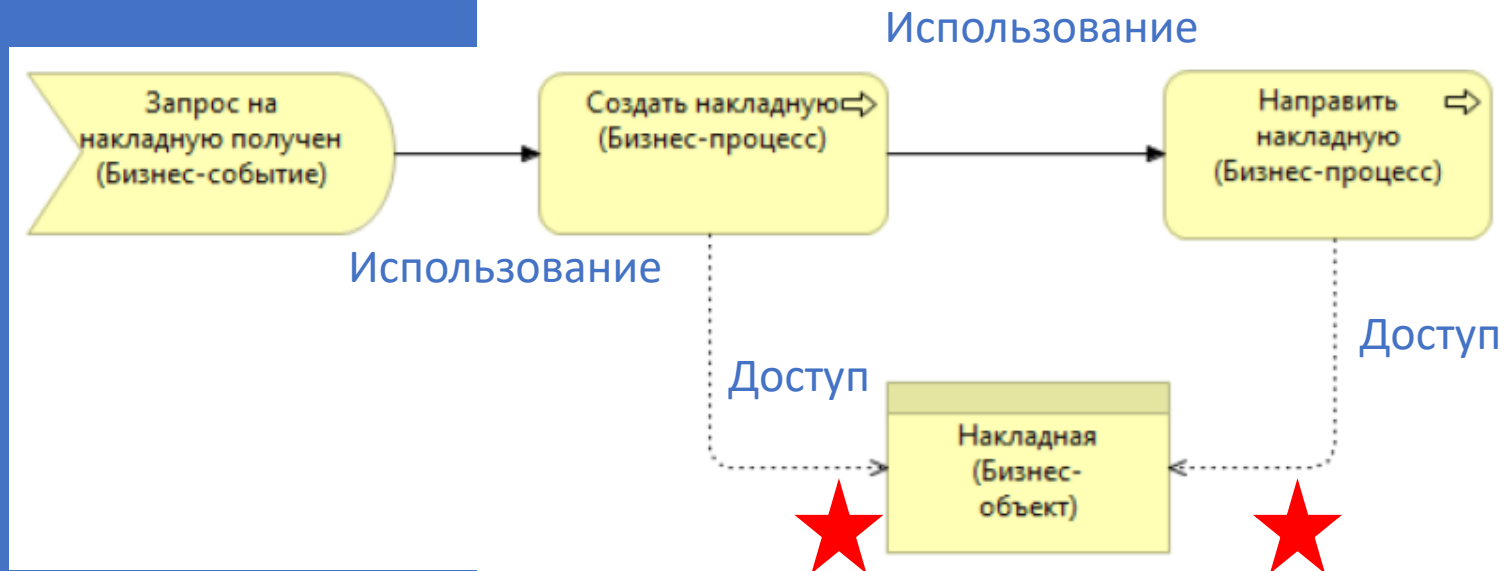 Использование
Запрос на
накладную получен
(Бизнес-событие)
Создать накладную
(Бизнес-процесс)
Направить
накладную
(Бизнес-процесс)
Использование
Доступ
Доступ
Накладная
(Бизнес-
объект)